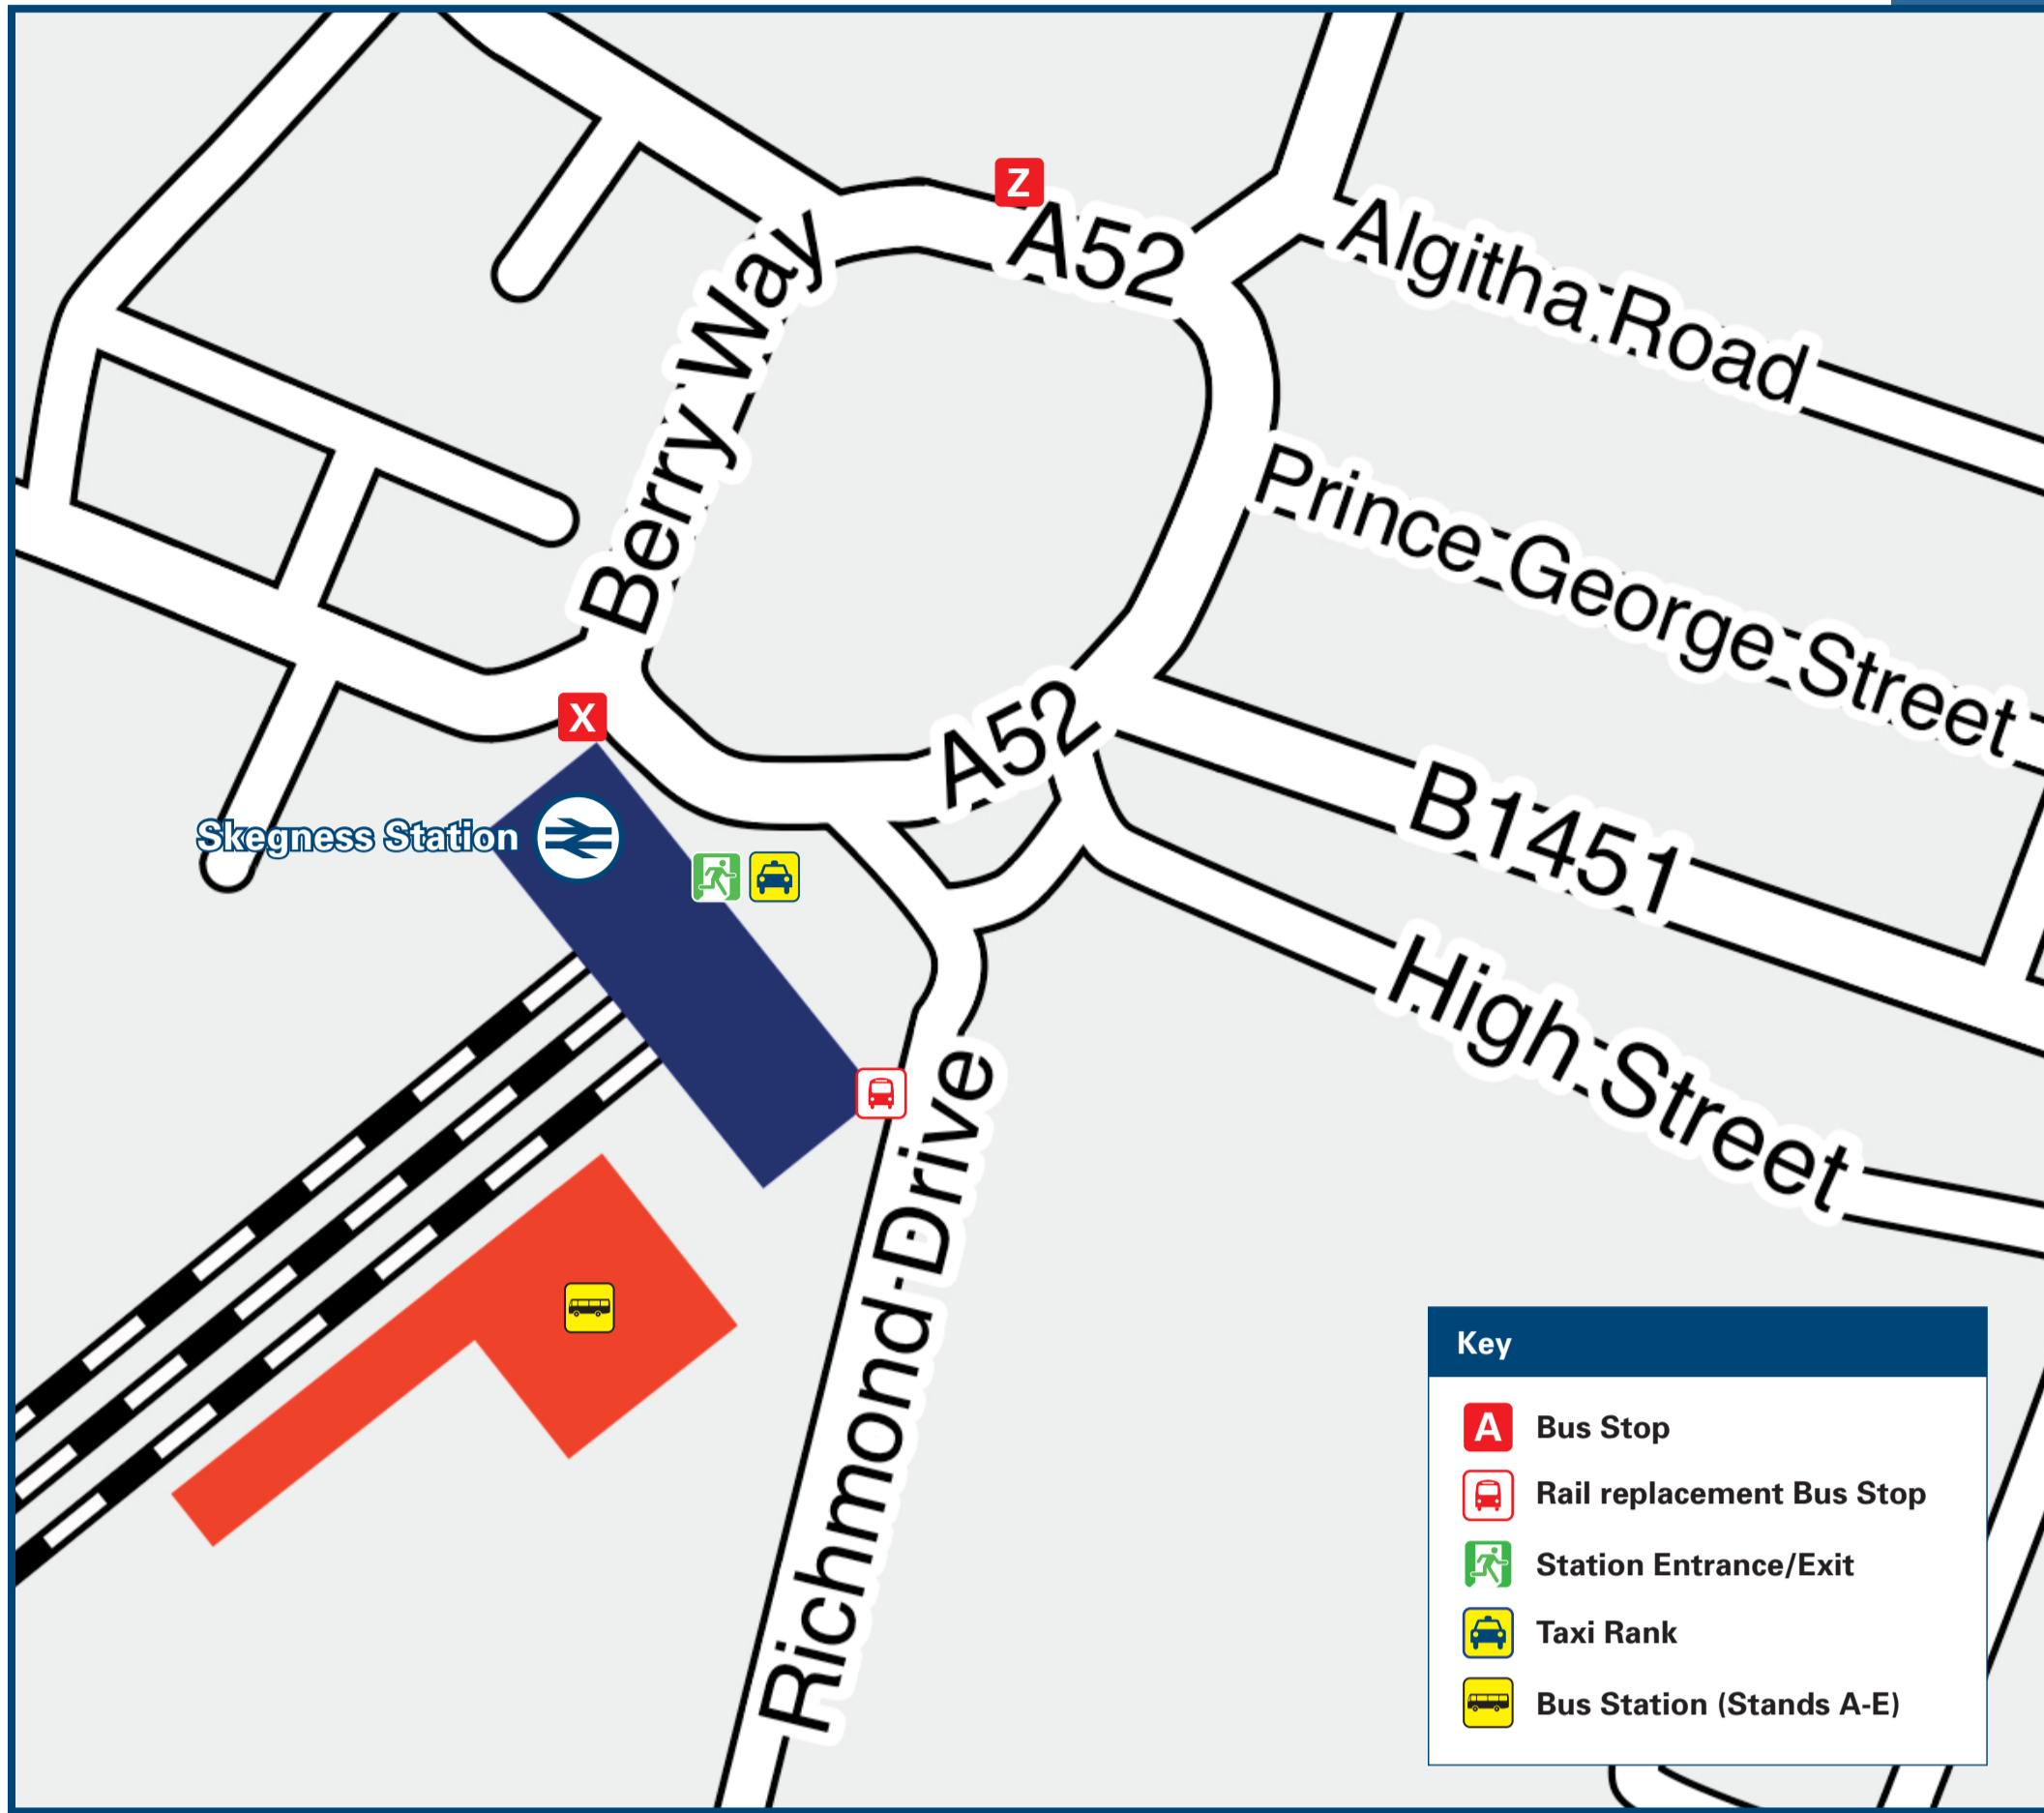 Z
A52
Algitha Road
Berry Way
Prince George Street
X
A52
B1451
Skegness Station
High Street
Richmond Drive
Key
A Bus Stop
Rail replacement Bus Stop
Station Entrance/Exit
Taxi Rank
Bus Station (Stands A-E)